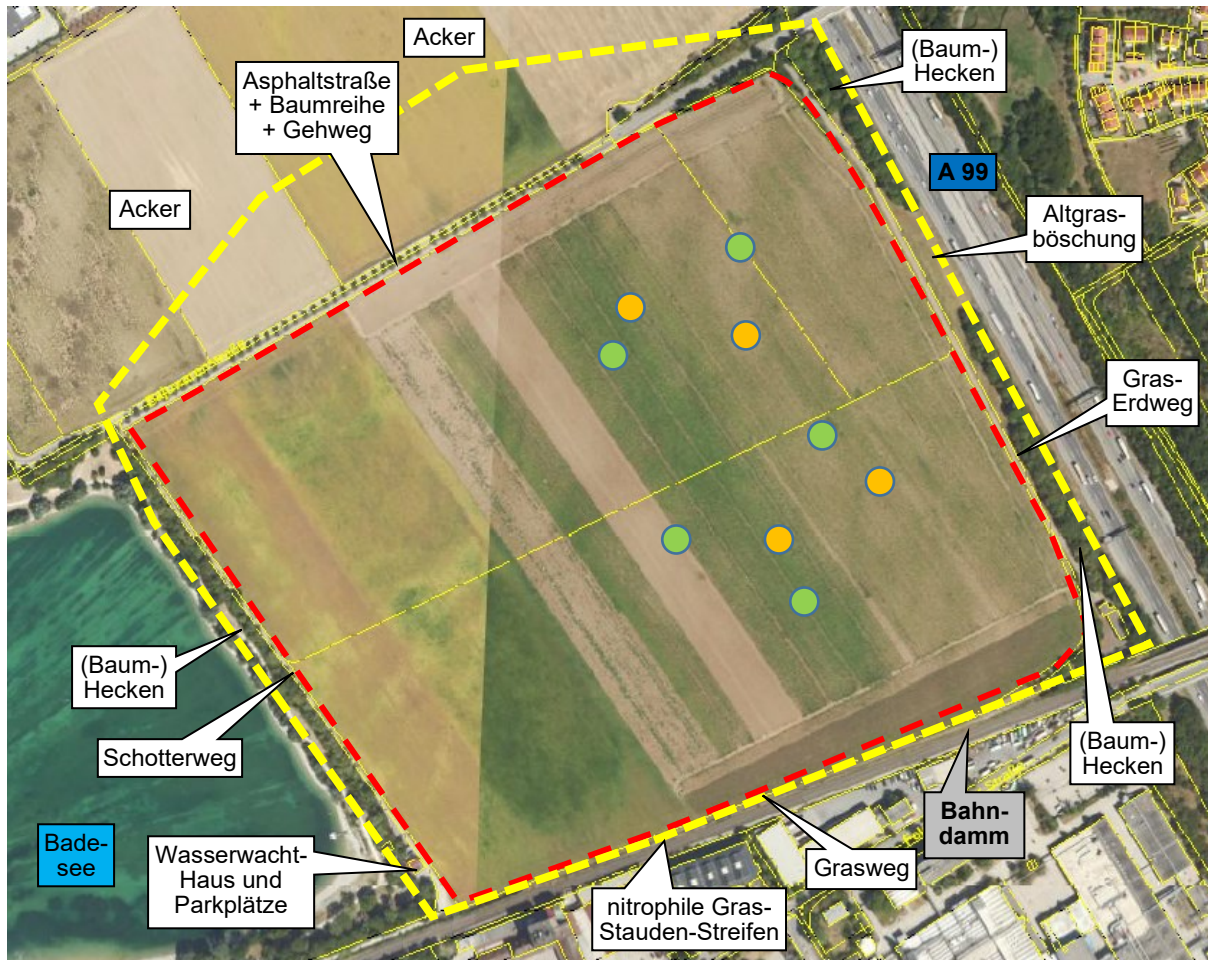 Acker
(Baum-)
Hecken
Asphaltstraße
+ Baumreihe
+ Gehweg
A 99
Acker
Altgras-
böschung
Gras-
Erdweg
(Baum-)
Hecken
Schotterweg
(Baum-)
Hecken
Bahn-
damm
Bade-
see
Wasserwacht-
Haus und
Parkplätze
Grasweg
nitrophile Gras-
Stauden-Streifen